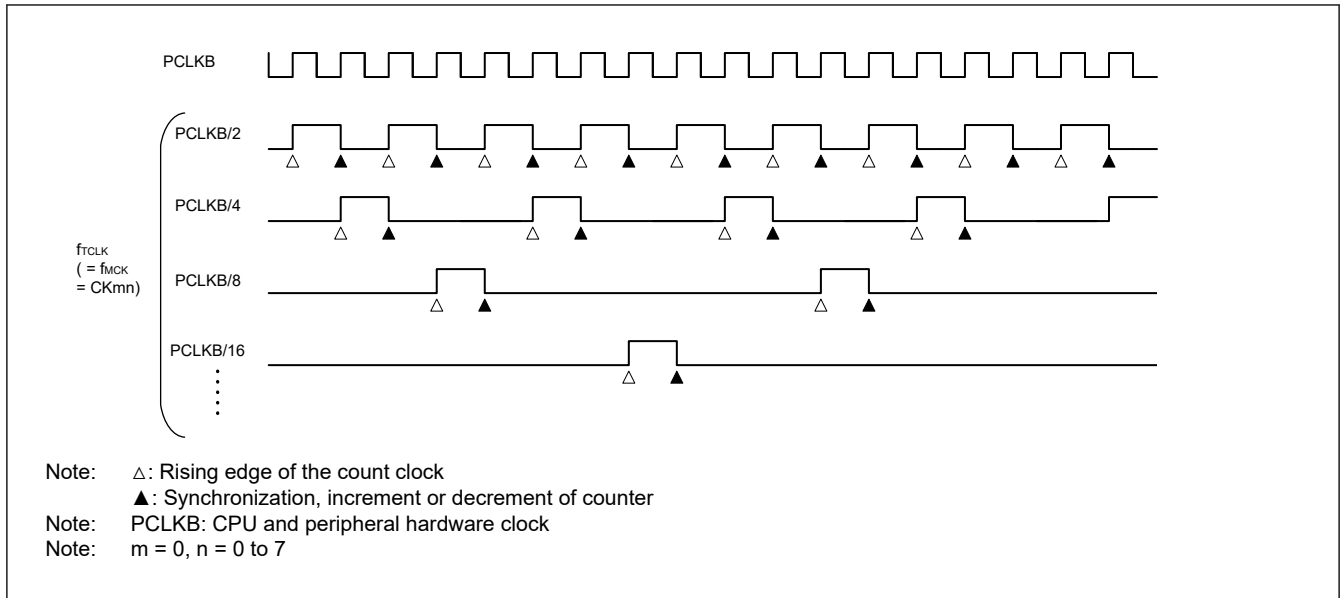 PCLKB
PCLKB/2
PCLKB/4
fTCLK
( = fMCK
= CKmn)
PCLKB/8
PCLKB/16
Note: △: Rising edge of the count clock
▲: Synchronization, increment or decrement of counter
Note: PCLKB: CPU and peripheral hardware clock
Note: m = 0, n = 0 to 7